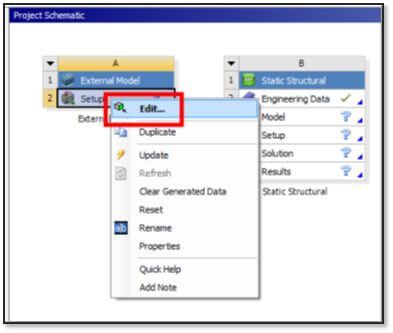 Project Schematic
A
1 External Model
2 Setup
Extern
Edit...
Duplicate
Update
Refresh
Clear Generated Data
Reset
Rename
Properties
Quick Help
Add Note
B
1 Static Structural
2 Engineering Data
Model
Setup
Solution
Results
Static Structural